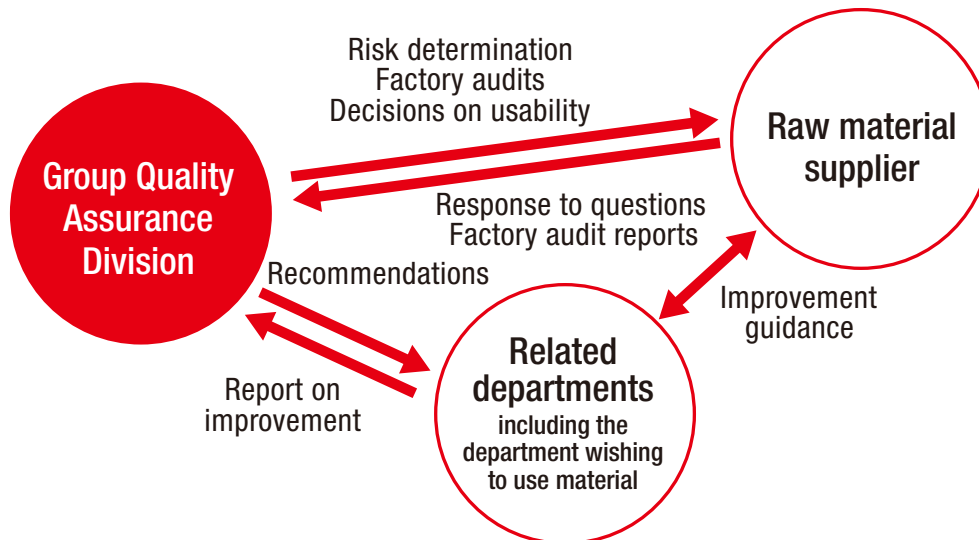 Risk determination
Factory audits
Decisions on usability
Raw material
supplier
Group Quality
Assurance
Division
Response to questions
Factory audit reports
Recommendations
Improvement
guidance
Related
departments
including the
department wishing
to use material
Report on
improvement